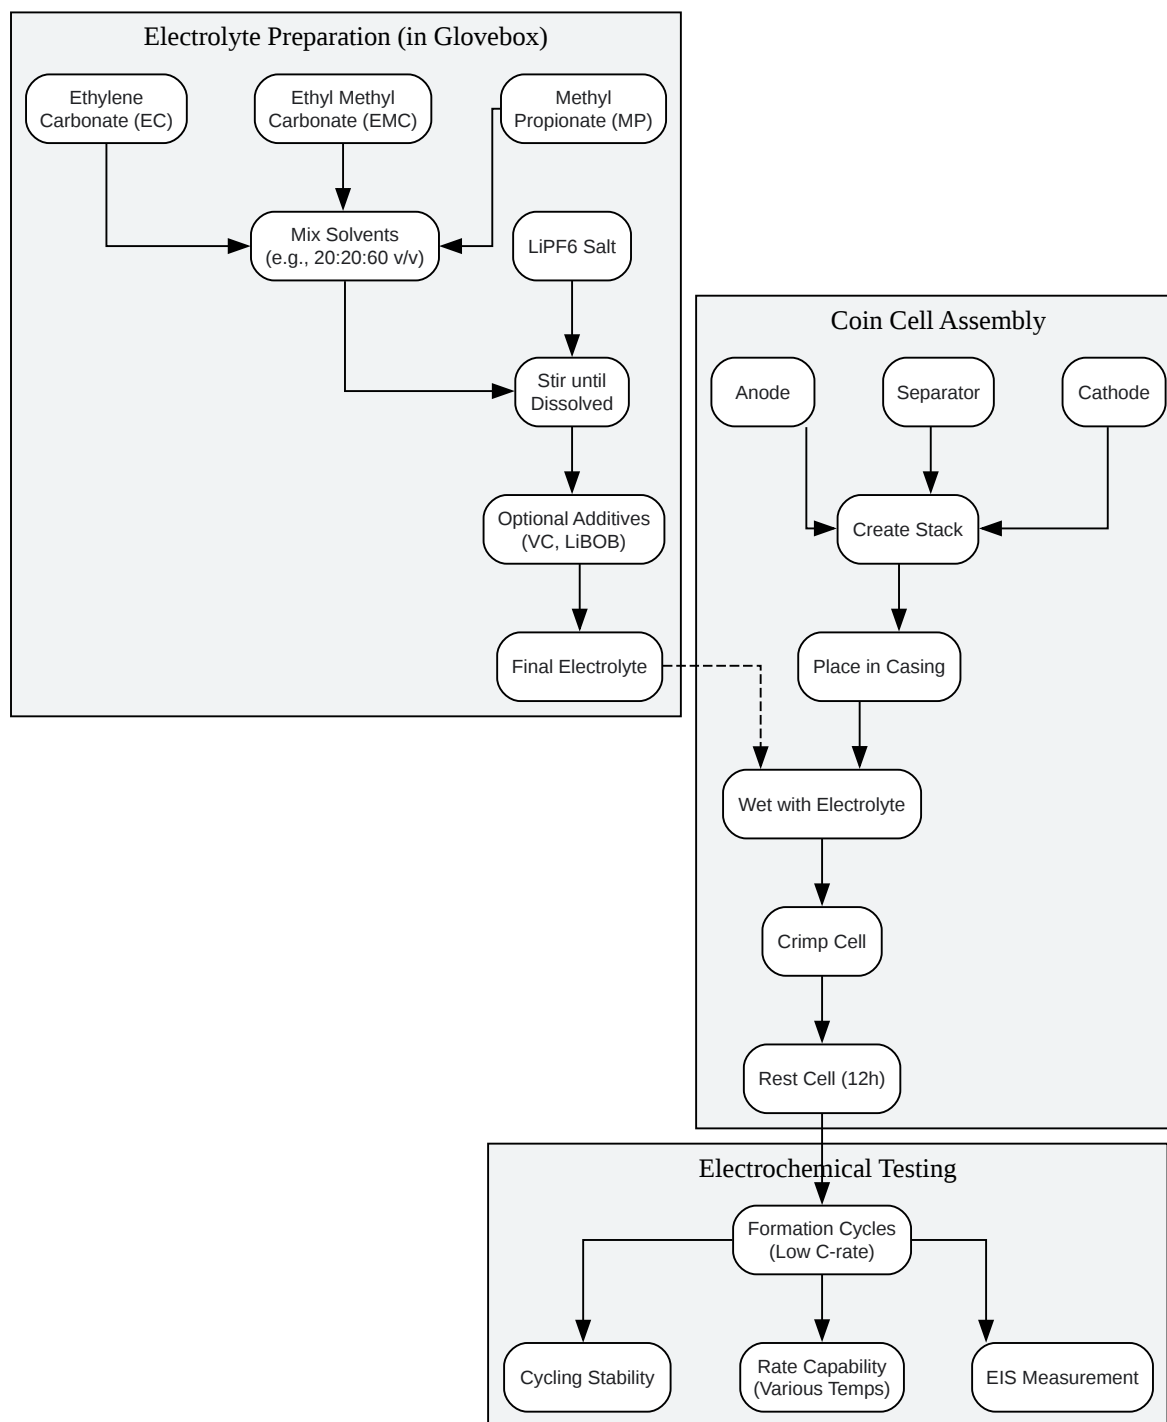 Electrolyte Preparation (in Glovebox)
Ethylene
Carbonate (EC)
Ethyl Methyl
Carbonate (EMC)
Methyl
Propionate (MP)
Mix Solvents
(e.g., 20:20:60 v/v)
LiPF6 Salt
Stir until
Dissolved
Optional Additives
(VC, LiBOB)
Final Electrolyte
Coin Cell Assembly
Anode
Separator
Cathode
Create Stack
Place in Casing
Wet with Electrolyte
Crimp Cell
Rest Cell (12h)
Electrochemical Testing
Formation Cycles
(Low C-rate)
Cycling Stability
Rate Capability
(Various Temps)
EIS Measurement